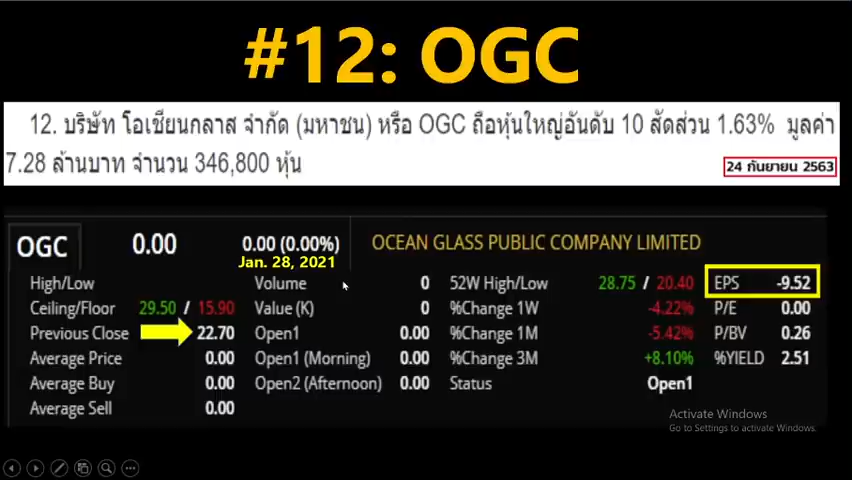 #12: OGC
12. บริษัท โอเชียนกลาส จำกัด (มหาชน) หรือ OGC ถือหุ้นใหญ่อันดับ 10 สัดส่วน 1.63% มูลค่า
7.28 ล้านบาท จำนวน 346,800 หุ้น
24 กันยายน 2563
OGC 0.00 0.00 (0.00%) OCEAN GLASS PUBLIC COMPANY LIMITED
Jan. 28, 2021
High/Low Volume 0 52W High/Low 28.75 / 20.40 EPS -9.52
Ceiling/Floor 29.50 / 15.90 Value (K) 0 %Change 1W -4.22% P/E 0.00
Previous Close 22.70 Open1 0.00 %Change 1M -5.42% P/BV 0.26
Average Price 0.00 Open1 (Morning) 0.00 %Change 3M +8.10% %YIELD 2.51
Average Buy 0.00 Open2 (Afternoon) 0.00 Status Open1
Average Sell 0.00
Activate Windows
Go to Settings to activate Windows.